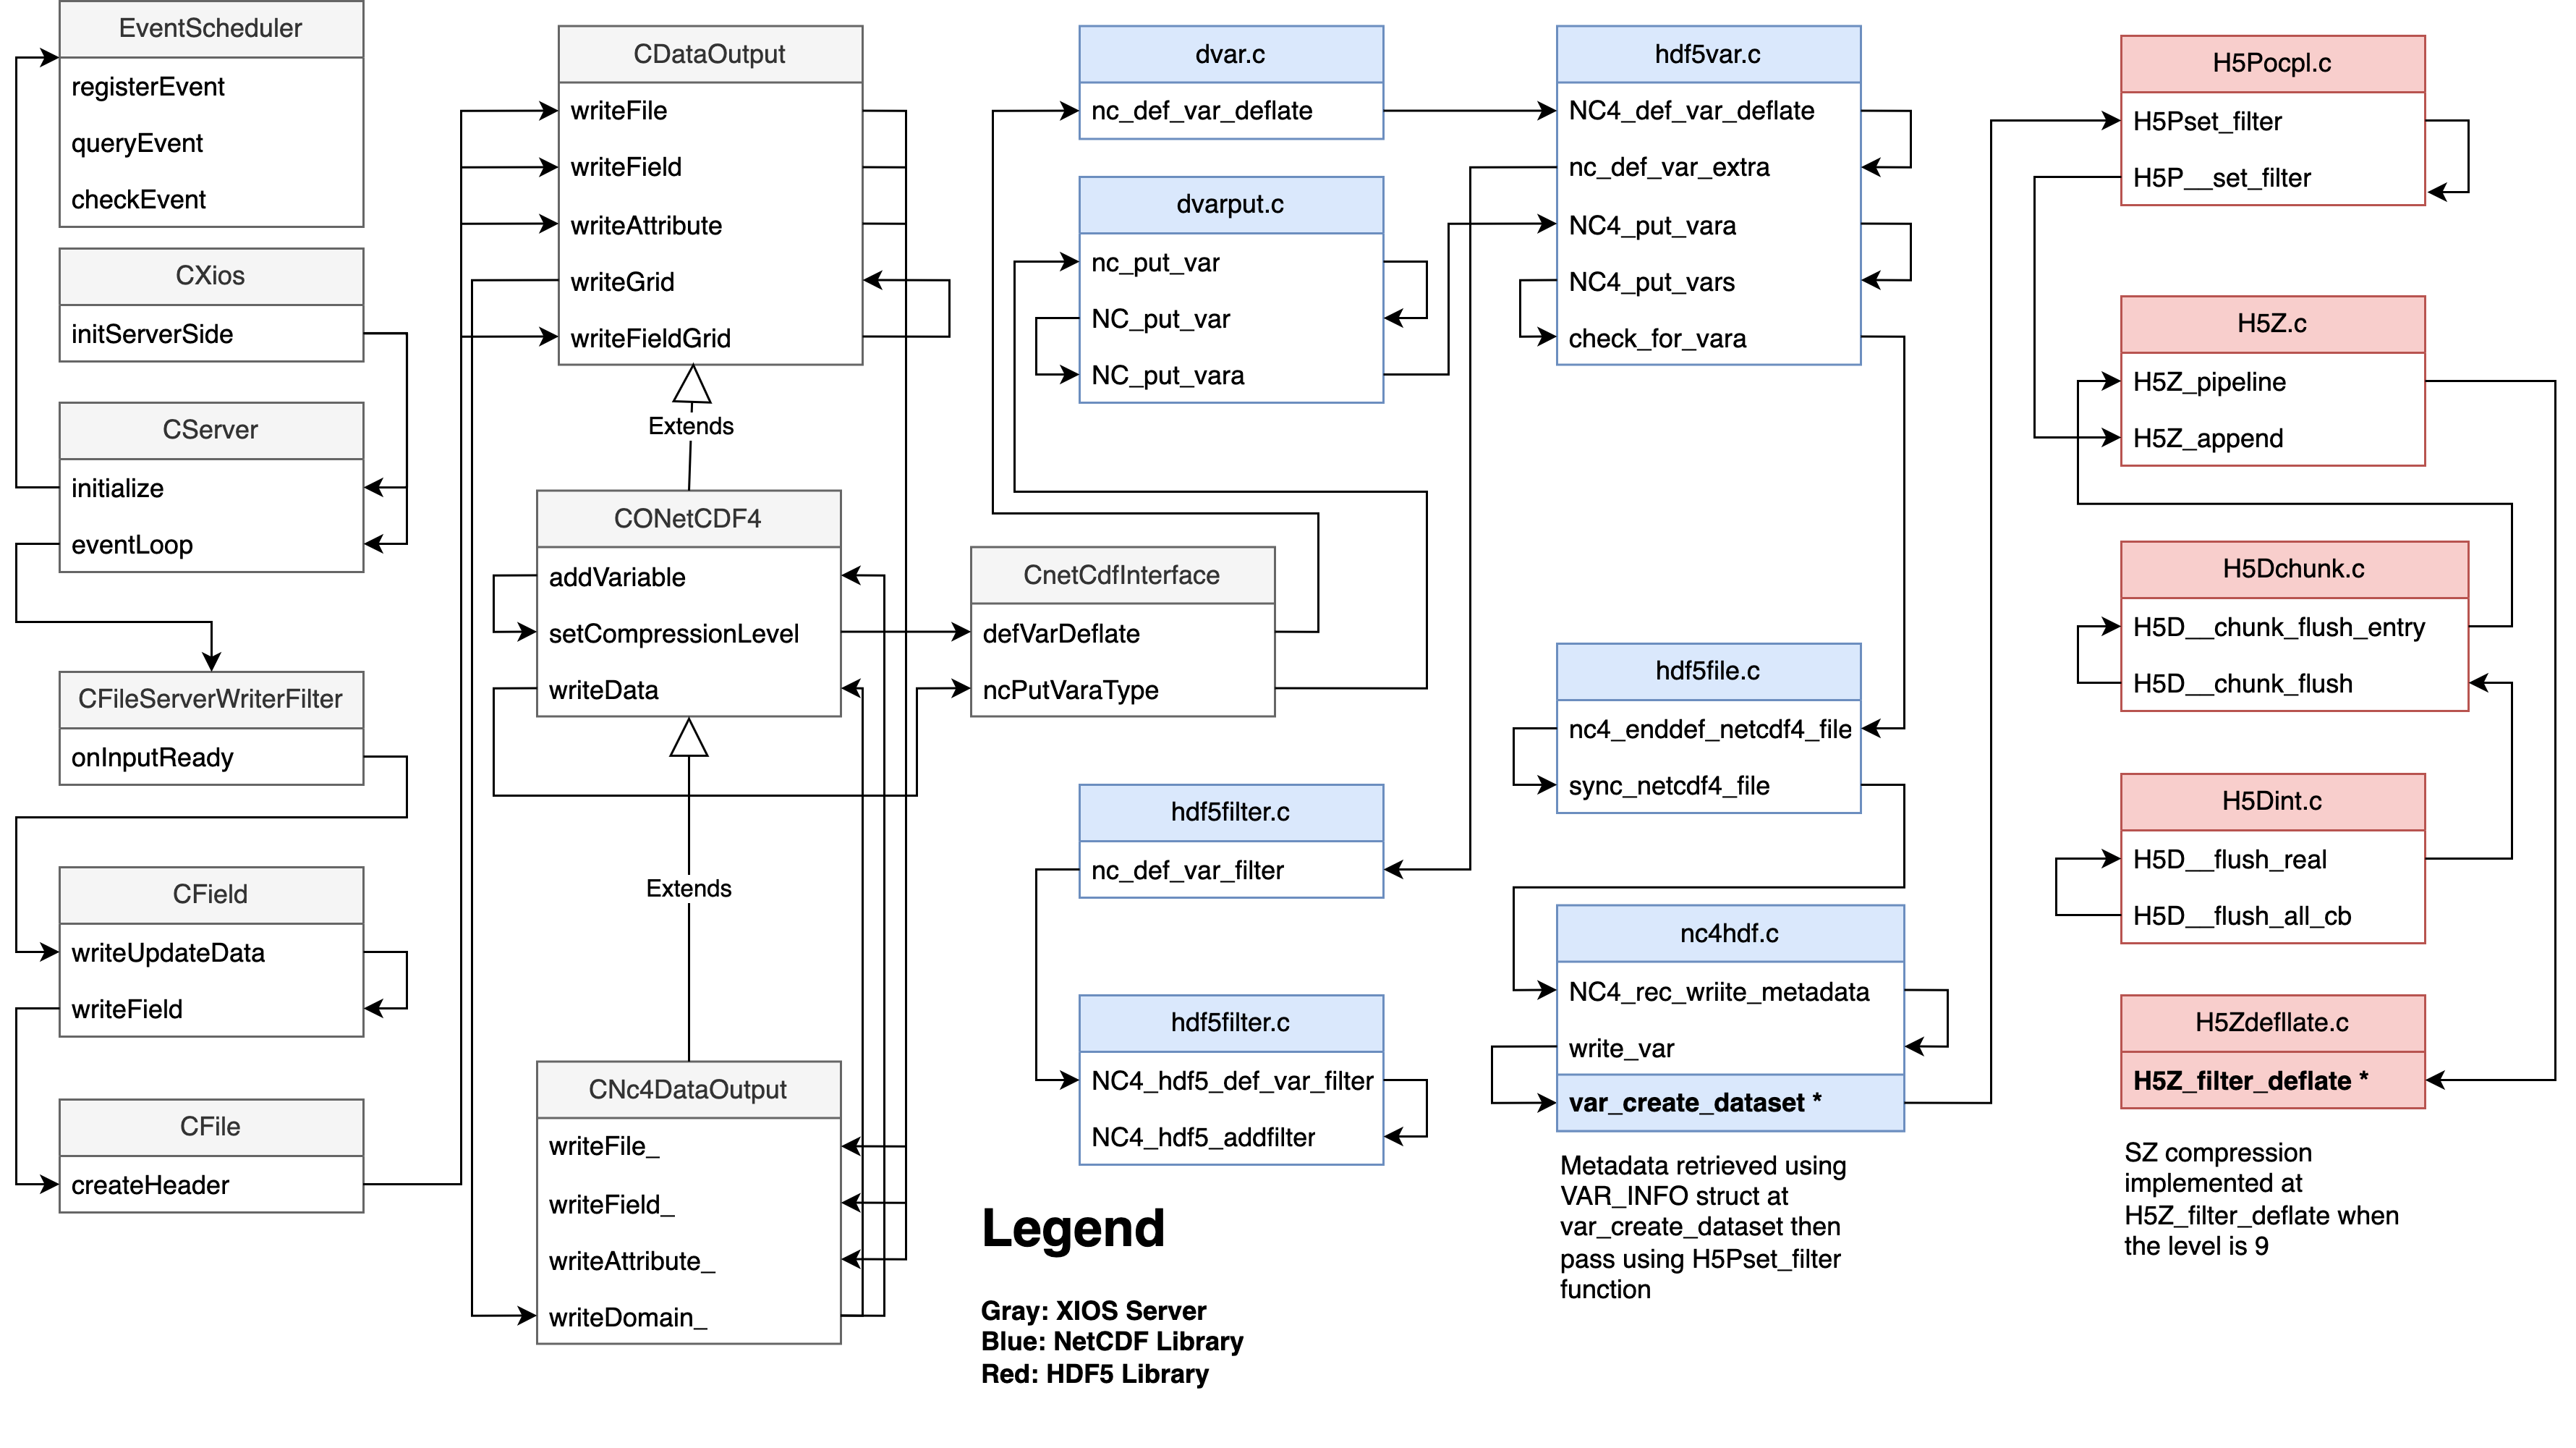 EventScheduler
registerEvent
queryEvent
checkEvent
CXios
initServerSide
CServer
initialize
eventLoop
CFileServerWriterFilter
onInputReady
CField
writeUpdateData
writeField
CFile
createHeader
CDataOutput
writeFile
writeField
writeAttribute
writeGrid
writeFieldGrid
Extends
CONetCDF4
addVariable
setCompressionLevel
writeData
Extends
CNc4DataOutput
writeFile_
writeField_
writeAttribute_
writeDomain_
CnetCdfInterface
defVarDeflate
ncPutVaraType
dvar.c
nc_def_var_deflate
dvarput.c
nc_put_var
NC_put_var
NC_put_vara
hdf5filter.c
nc_def_var_filter
hdf5filter.c
NC4_hdf5_def_var_filter
NC4_hdf5_addfilter
Legend
Gray: XIOS Server
Blue: NetCDF Library
Red: HDF5 Library
hdf5var.c
NC4_def_var_deflate
nc_def_var_extra
NC4_put_vara
NC4_put_vars
check_for_vara
hdf5file.c
nc4_enddef_netcdf4_file
sync_netcdf4_file
nc4hdf.c
NC4_rec_wriite_metadata
write_var
var_create_dataset *
Metadata retrieved using
VAR_INFO struct at
var_create_dataset then
pass using H5Pset_filter
function
H5Pocpl.c
H5Pset_filter
H5P__set_filter
H5Z.c
H5Z_pipeline
H5Z_append
H5Dchunk.c
H5D__chunk_flush_entry
H5D__chunk_flush
H5Dint.c
H5D__flush_real
H5D__flush_all_cb
H5Zdefllate.c
H5Z_filter_deflate *
SZ compression
implemented at
H5Z_filter_deflate when
the level is 9